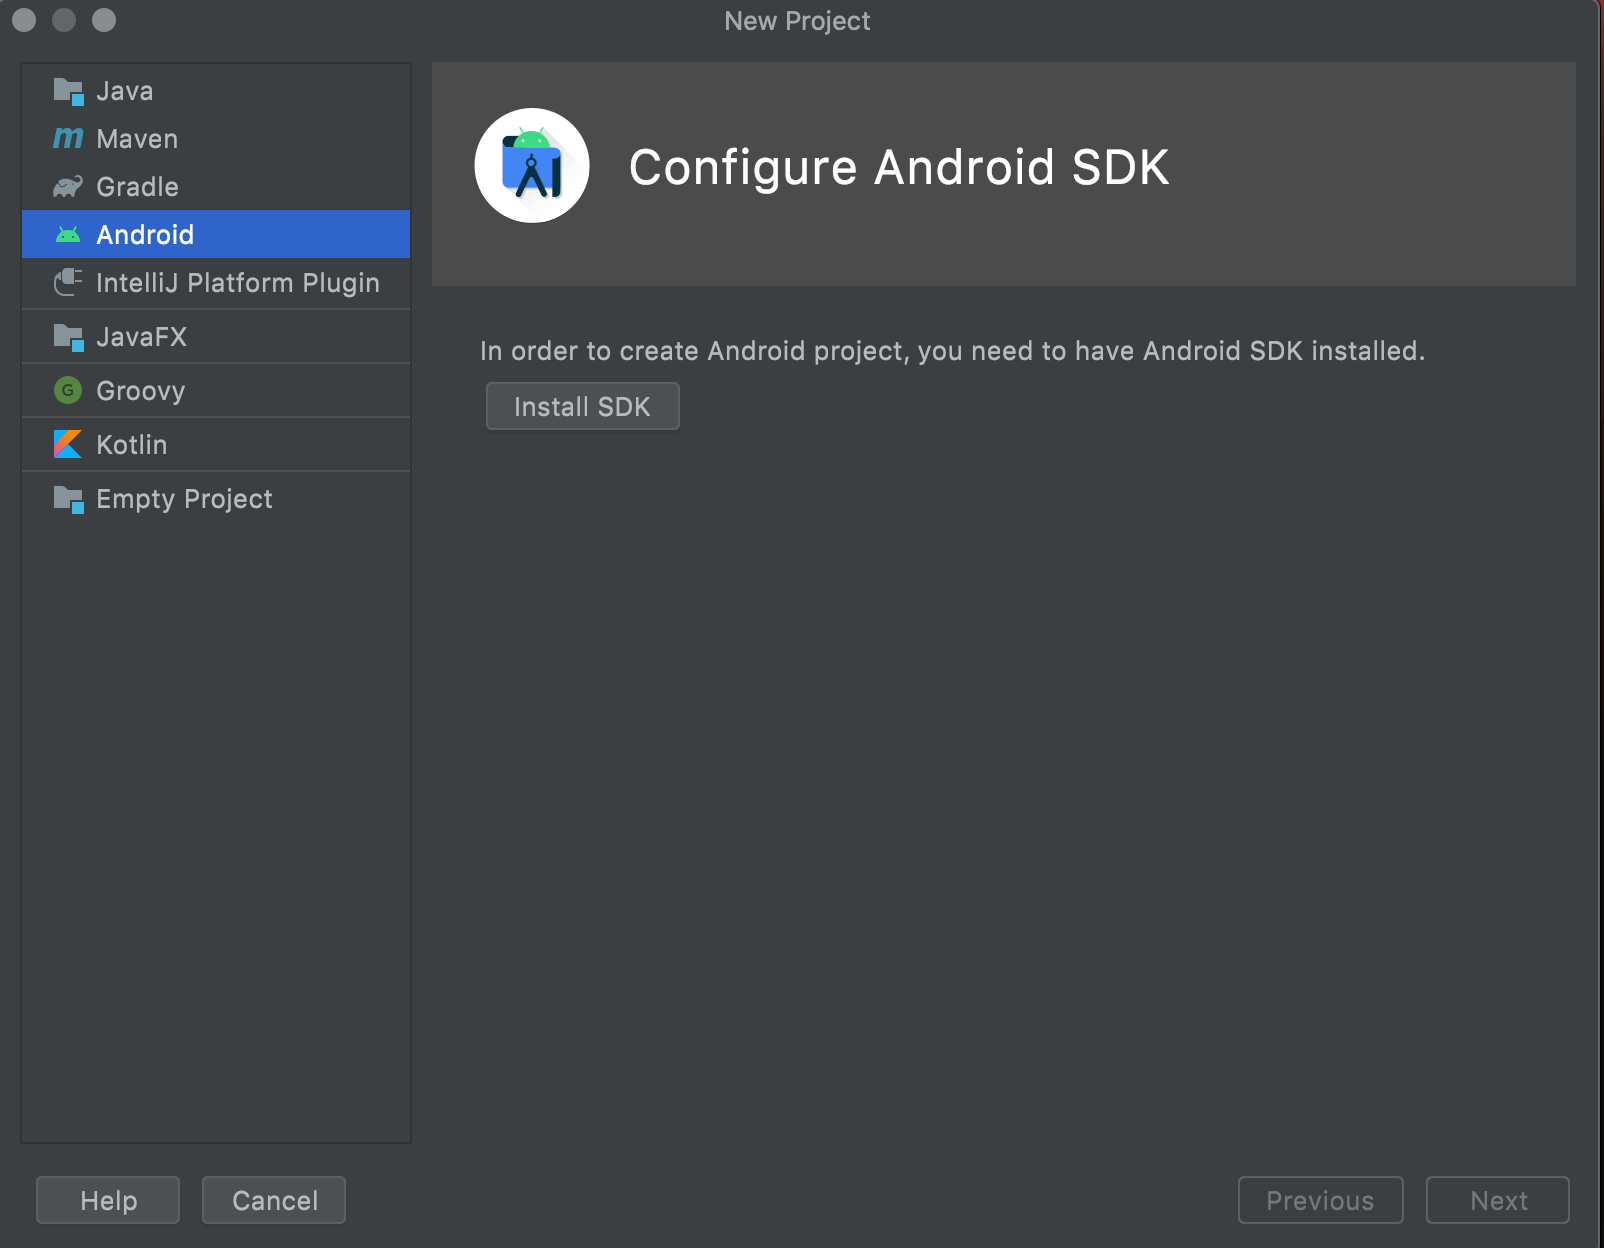 New Project
Java
Maven
Gradle
Android
IntelliJ Platform Plugin
JavaFX
G Groovy
Kotlin
Empty Project
Configure Android SDK
In order to create Android project, you need to have Android SDK installed.
Install SDK
Help
Cancel
Previous
Next